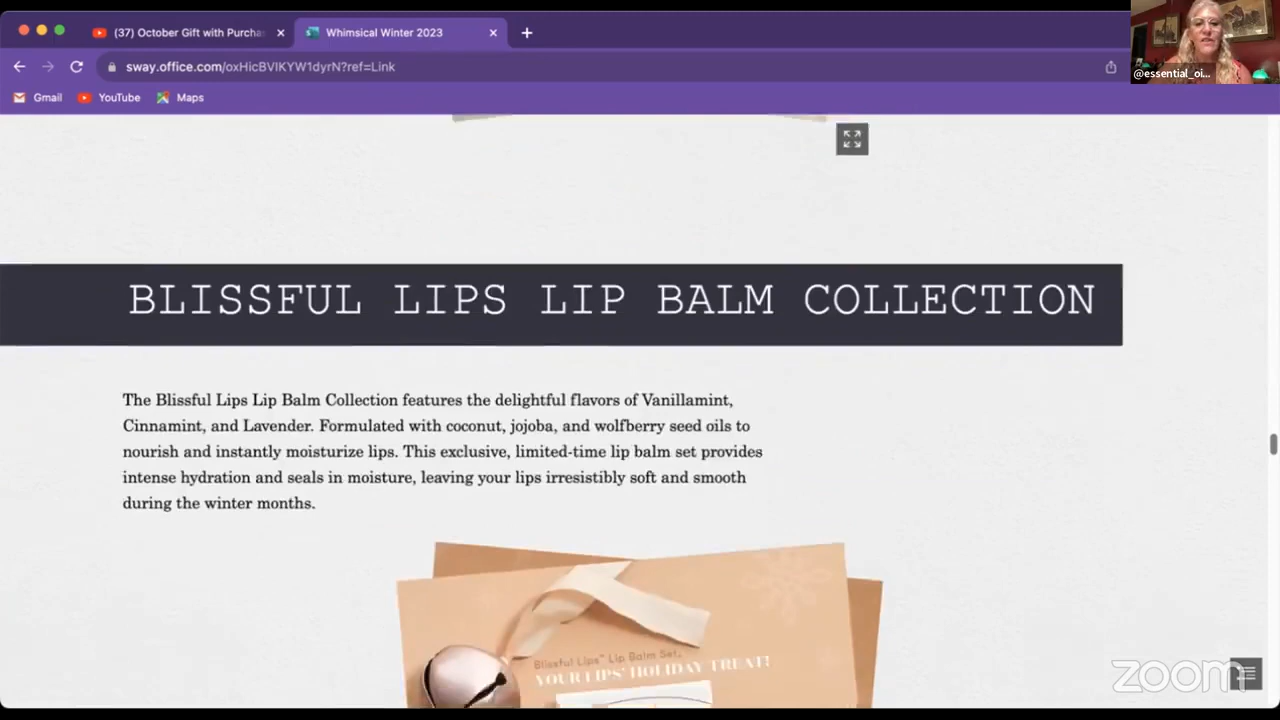 (37) October Gift with Purcha
Whimsical Winter 2023
sway.office.com/oxHicBVIKYW1dyrN?ref=Link
@essential_oi...
Gmail
YouTube
Maps
BLISSFUL LIPS LIP BALM COLLECTION
The Blissful Lips Lip Balm Collection features the delightful flavors of Vanillamint,
Cinnamint, and Lavender. Formulated with coconut, jojoba, and wolfberry seed oils to
nourish and instantly moisturize lips. This exclusive, limited-time lip balm set provides
intense hydration and seals in moisture, leaving your lips irresistibly soft and smooth
during the winter months.
Blissful Lips™ Lip Balm Set,
YOUR LIPS' HOLIDAY TREAT!
zoom